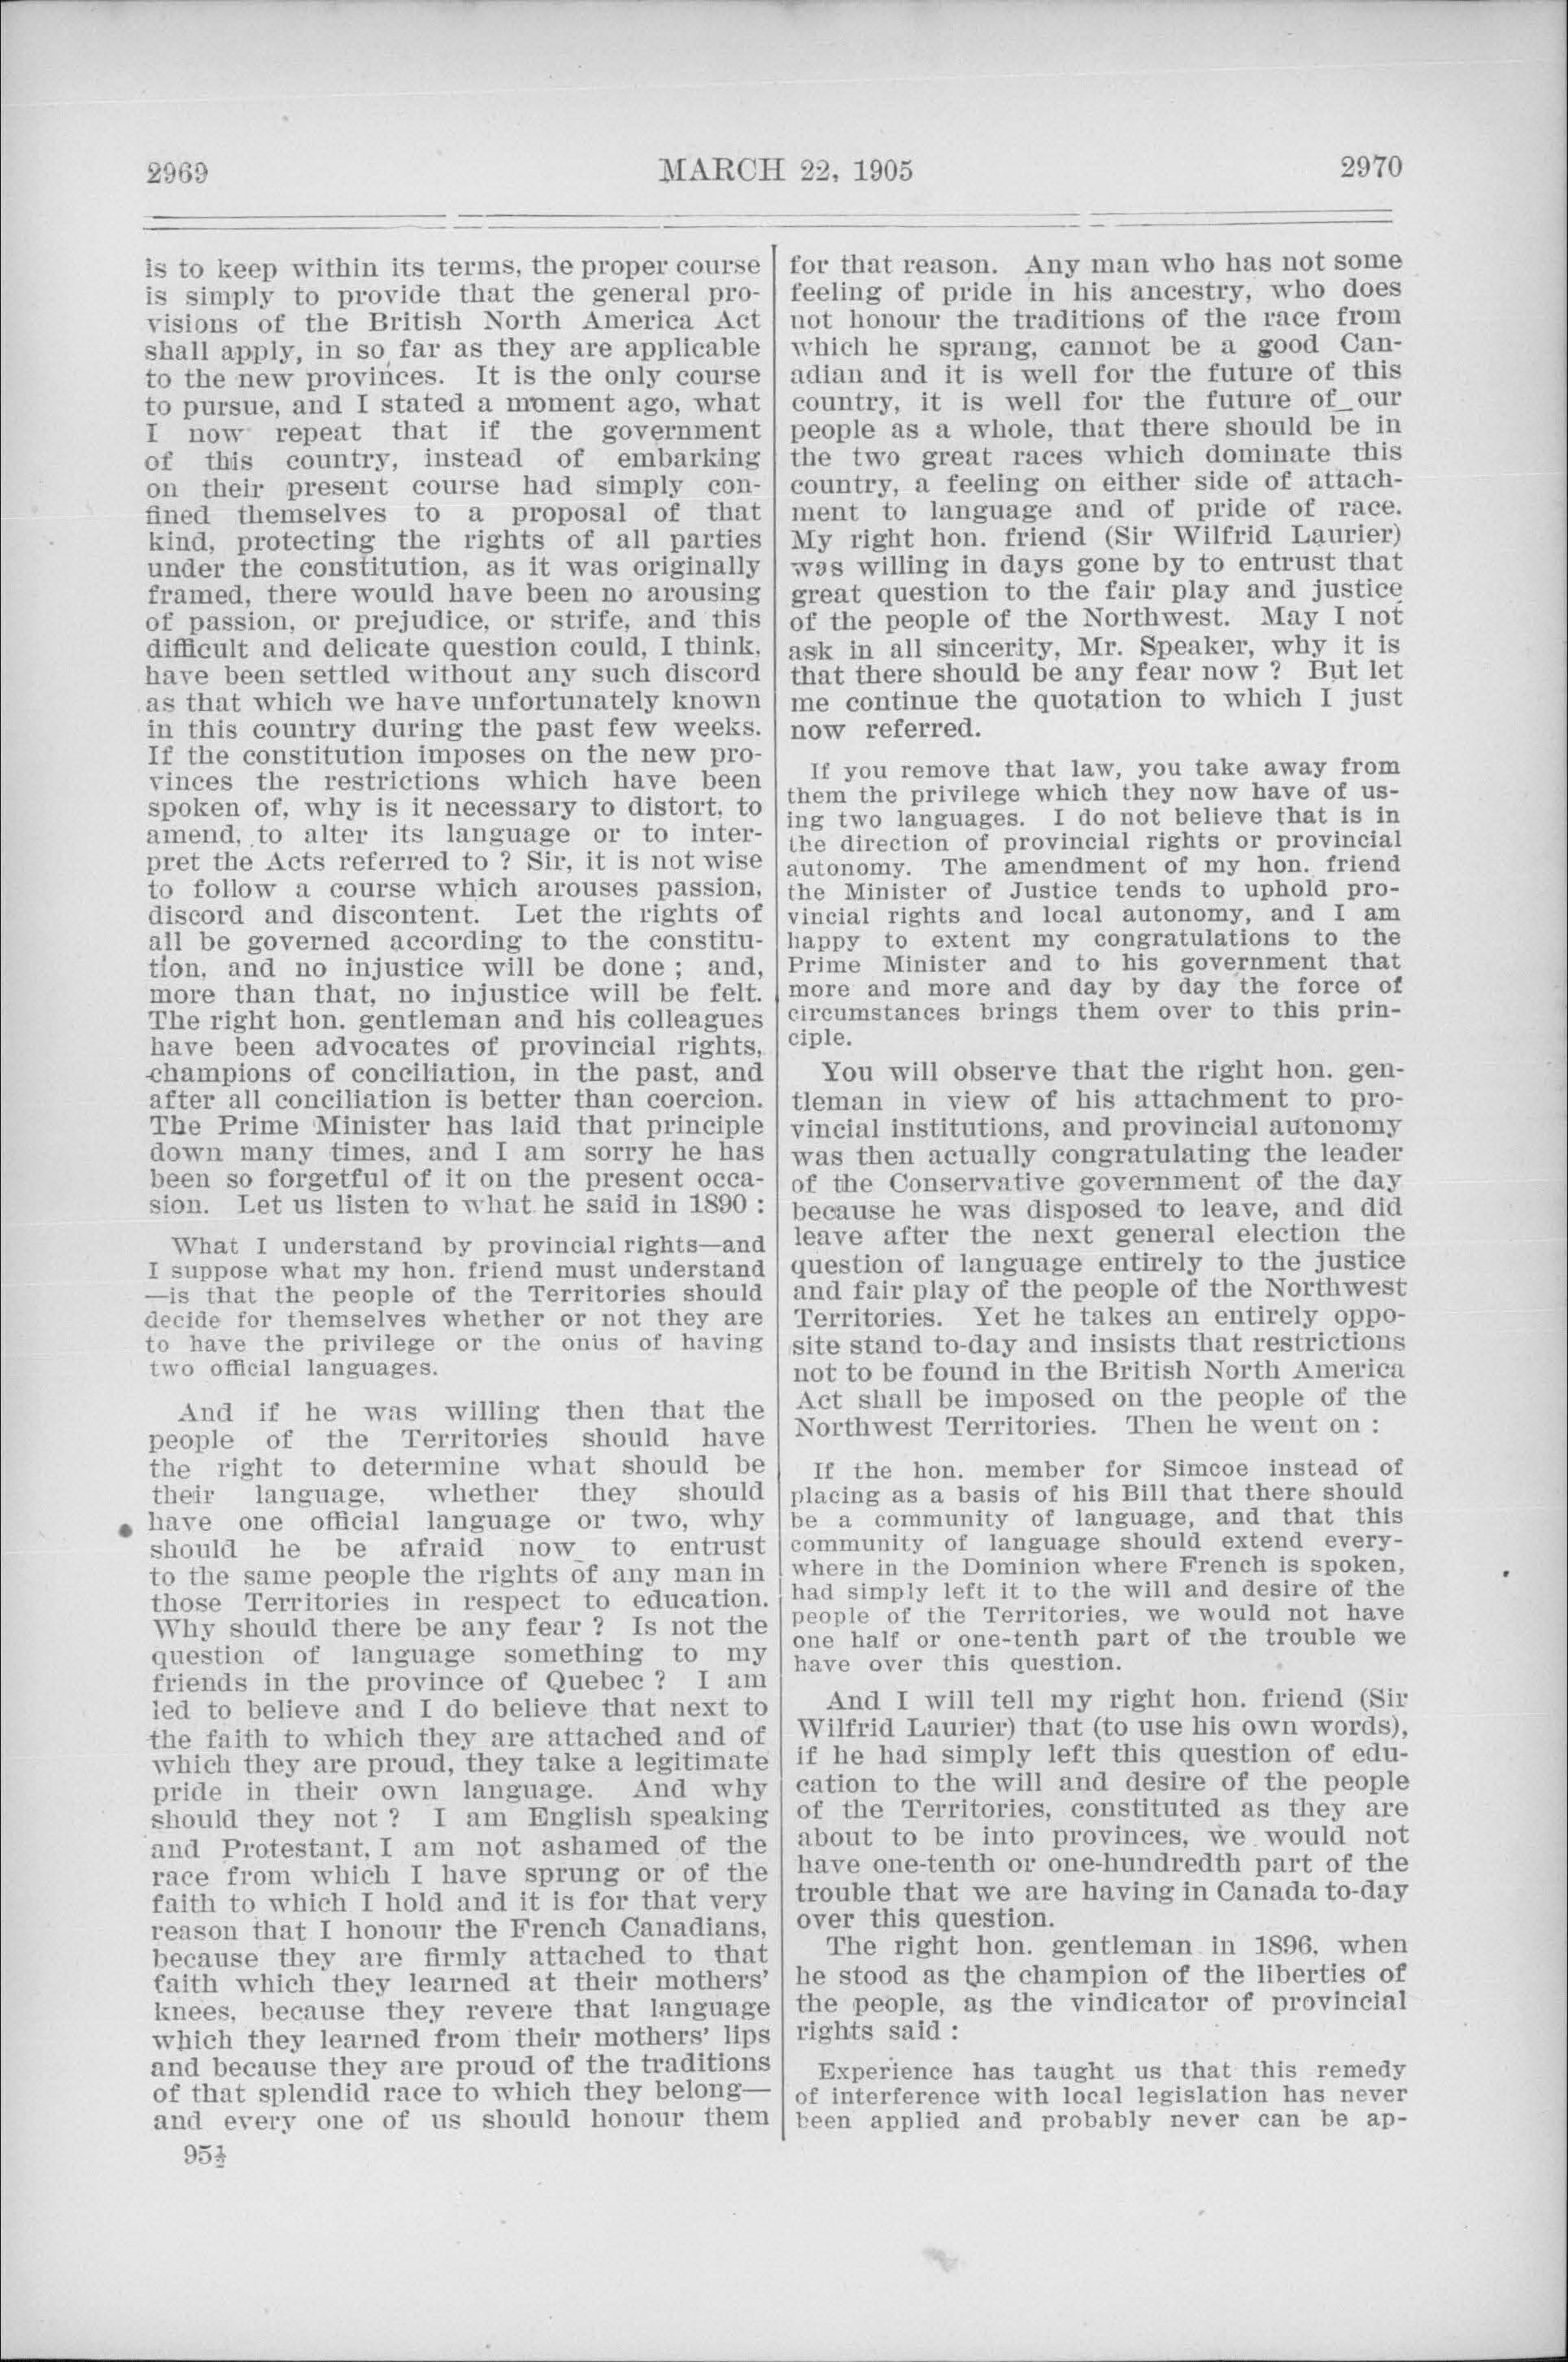 2969
MARCH 22, 1905
2970
is to keep within its terms, the proper course
is simply to provide that the general pro-
visions of the British North America Act
shall apply, in so far as they are applicable
to the new provinces. It is the only course
to pursue, and I stated a moment ago, what
I now repeat that if the government
of this country, instead of embarking
on their present course had simply con-
fined themselves to a proposal of that
kind, protecting the rights of all parties
under the constitution, as it was originally
framed, there would have been no arousing
of passion, or prejudice, or strife, and this
difficult and delicate question could, I think,
have been settled without any such discord
as that which we have unfortunately known
in this country during the past few weeks.
If the constitution imposes on the new pro-
vinces the restrictions which have been
spoken of, why is it necessary to distort, to
amend, to alter its language or to inter-
pret the Acts referred to ? Sir, it is not wise
to follow a course which arouses passion,
discord and discontent. Let the rights of
all be governed according to the constitu-
tion, and no injustice will be done ; and,
more than that, no injustice will be felt.
The right hon. gentleman and his colleagues
have been advocates of provincial rights,
champions of conciliation, in the past, and
after all conciliation is better than coercion.
The Prime Minister has laid that principle
down many times, and I am sorry he has
been so forgetful of it on the present occa-
sion. Let us listen to what he said in 1890 :
What I understand by provincial rights—and
I suppose what my hon. friend must understand
—is that the people of the Territories should
decide for themselves whether or not they are
to have the privilege or the onus of having
two official languages.
And if he was willing then that the
people of the Territories should have
the right to determine what should be
their language, whether they should
have one official language or two, why
should he be afraid now to entrust
to the same people the rights of any man in
those Territories in respect to education.
Why should there be any fear ? Is not the
question of language something to my
friends in the province of Quebec ? I am
led to believe and I do believe that next to
the faith to which they are attached and of
which they are proud, they take a legitimate
pride in their own language. And why
should they not ? I am English speaking
and Protestant, I am not ashamed of the
race from which I have sprung or of the
faith to which I hold and it is for that very
reason that I honour the French Canadians,
because they are firmly attached to that
faith which they learned at their mothers'
knees, because they revere that language
which they learned from their mothers' lips
and because they are proud of the traditions
of that splendid race to which they belong—
and every one of us should honour them
95½
for that reason. Any man who has not some
feeling of pride in his ancestry, who does
not honour the traditions of the race from
which he sprang, cannot be a good Can-
adian and it is well for the future of this
country, it is well for the future of our
people as a whole, that there should be in
the two great races which dominate this
country, a feeling on either side of attach-
ment to language and of pride of race.
My right hon. friend (Sir Wilfrid Laurier)
was willing in days gone by to entrust that
great question to the fair play and justice
of the people of the Northwest. May I not
ask in all sincerity, Mr. Speaker, why it is
that there should be any fear now ? But let
me continue the quotation to which I just
now referred.
If you remove that law, you take away from
them the privilege which they now have of us-
ing two languages. I do not believe that is in
the direction of provincial rights or provincial
autonomy. The amendment of my hon. friend
the Minister of Justice tends to uphold pro-
vincial rights and local autonomy, and I am
happy to extent my congratulations to the
Prime Minister and to his government that
more and more and day by day the force of
circumstances brings them over to this prin-
ciple.
You will observe that the right hon. gen-
tleman in view of his attachment to pro-
vincial institutions, and provincial autonomy
was then actually congratulating the leader
of the Conservative government of the day
because he was disposed to leave, and did
leave after the next general election the
question of language entirely to the justice
and fair play of the people of the Northwest
Territories. Yet he takes an entirely oppo-
site stand to-day and insists that restrictions
not to be found in the British North America
Act shall be imposed on the people of the
Northwest Territories. Then he went on :
If the hon. member for Simcoe instead of
placing as a basis of his Bill that there should
be a community of language, and that this
community of language should extend every-
where in the Dominion where French is spoken,
had simply left it to the will and desire of the
people of the Territories, we would not have
one half or one-tenth part of the trouble we
have over this question.
And I will tell my right hon. friend (Sir
Wilfrid Laurier) that (to use his own words),
if he had simply left this question of edu-
cation to the will and desire of the people
of the Territories, constituted as they are
about to be into provinces, we would not
have one-tenth or one-hundredth part of the
trouble that we are having in Canada to-day
over this question.
The right hon. gentleman in 1896, when
he stood as the champion of the liberties of
the people, as the vindicator of provincial
rights said :
Experience has taught us that this remedy
of interference with local legislation has never
been applied and probably never can be ap-